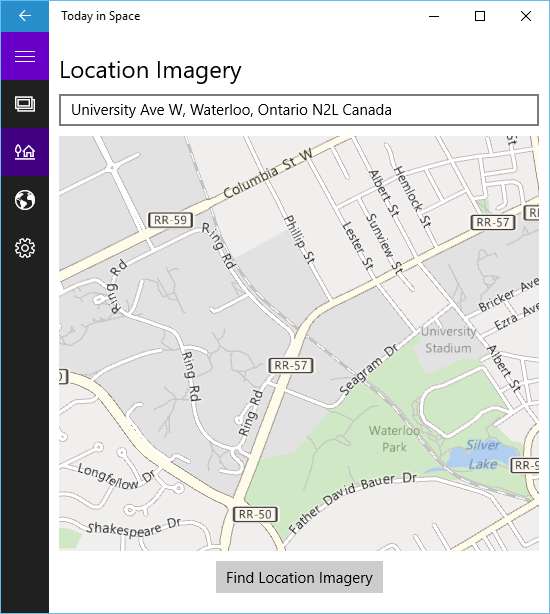 Today in Space
Location Imagery
University Ave W, Waterloo, Ontario N2L Canada
St
Columbia St W
Hemlock St
Albert St
RR-59
RR-57
Ring Rd
Phillip St
Lester St
Sunview St
Ring Rd
Bricker Ave
Ezra Ave
University
Stadium
Seagram Dr
Albert St
RR-57
Ring Rd
Ring Rd
Waterloo
Park
Silver
Lake
Longfellow Dr
RR-9
Father David Bauer Dr
RR-50
Shakespeare Dr
Find Location Imagery